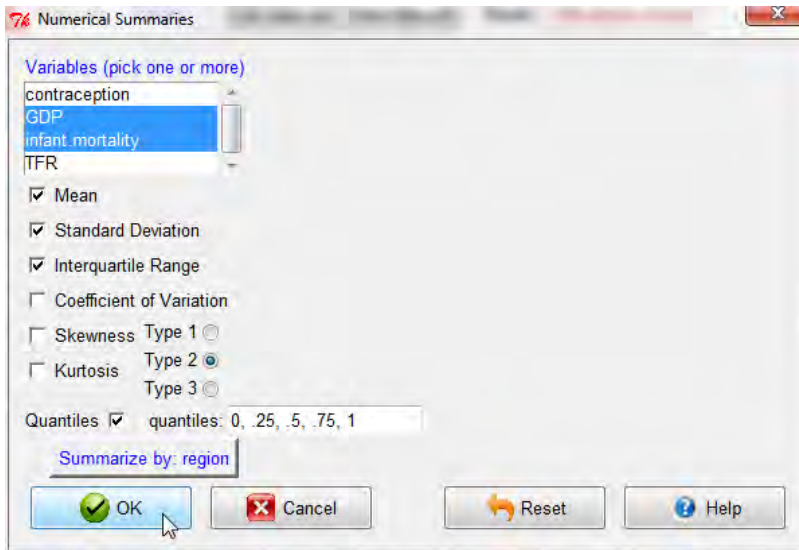 Numerical Summaries
Variables (pick one or more)
contraception
GDP
infant.mortality
TFR
Mean
Standard Deviation
Interquartile Range
Coefficient of Variation
Skewness Type 1
Type 2
Kurtosis
Type 3
Quantiles quantiles: 0, .25, .5, .75, 1
Summarize by: region
OK Cancel Reset Help